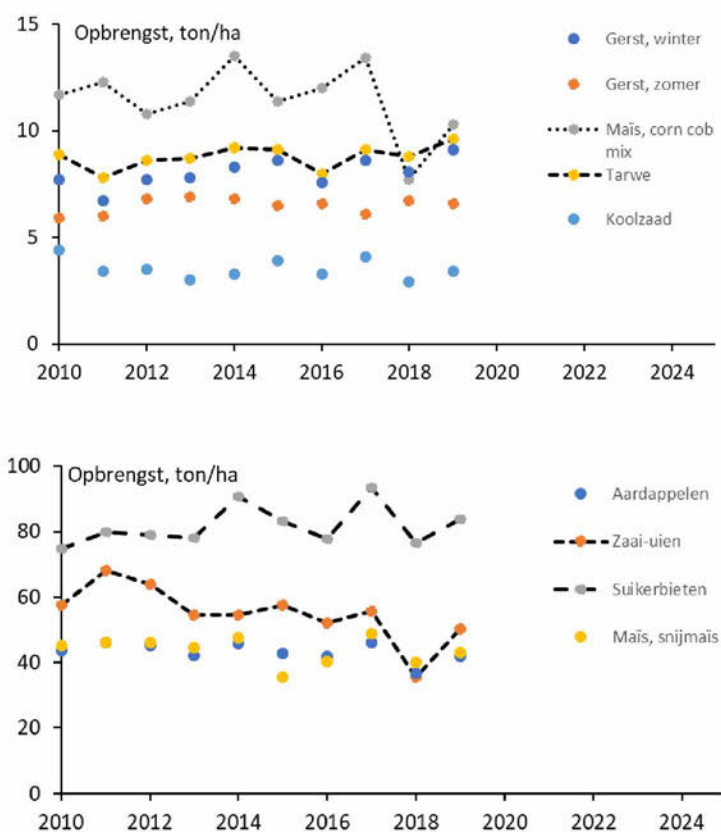 Opbrengst, ton/ha
15
10
5
0
2010 2012 2014 2016 2018 2020 2022 2024
Gerst, winter
Gerst, zomer
Maïs, corn cob
mix
Tarwe
Koolzaad
Opbrengst, ton/ha
100
80
60
40
20
0
2010 2012 2014 2016 2018 2020 2022 2024
Aardappelen
Zaai-uien
Suikerbieten
Maïs, snijmaïs